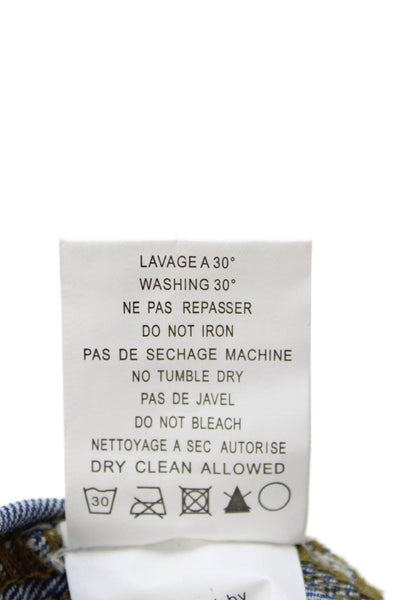 LAVAGE A 30°
WASHING 30°
NE PAS REPASSER
DO NOT IRON
PAS DE SECHAGE MACHINE
NO TUMBLE DRY
PAS DE JAVEL
DO NOT BLEACH
NETTOYAGE A SEC AUTORISE
DRY CLEAN ALLOWED
30
by